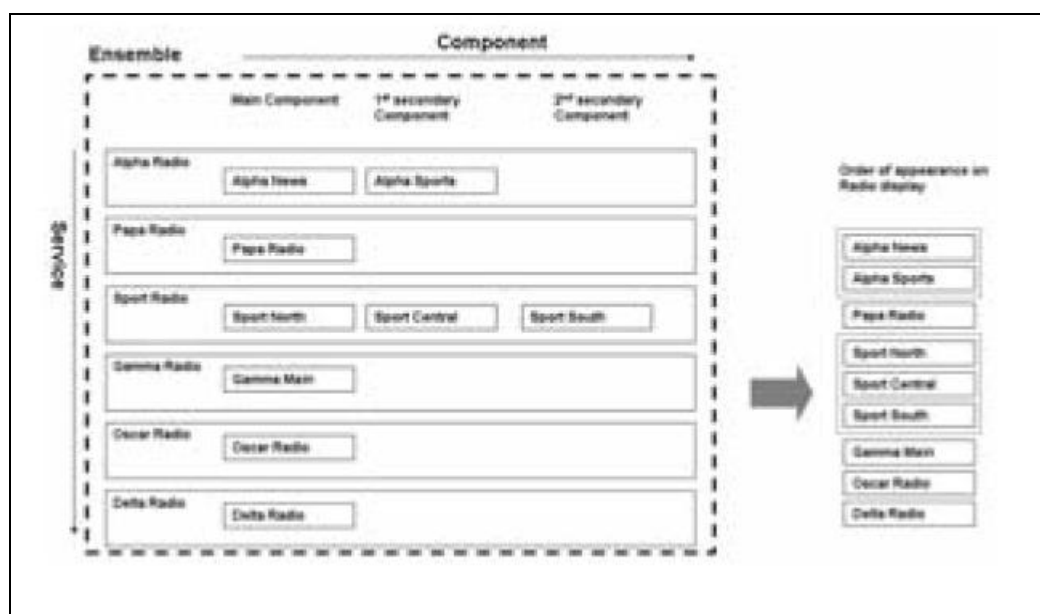 Component
Ensemble
Main Component
1st secondary
Component
2nd secondary
Component
Service
Alpha Radio
Alpha News
Alpha Sports
Papa Radio
Papa Radio
Sport Radio
Sport North
Sport Central
Sport South
Gamma Radio
Gamma Main
Oscar Radio
Oscar Radio
Delta Radio
Delta Radio
Order of appearance on
Radio display
Alpha News
Alpha Sports
Papa Radio
Sport North
Sport Central
Sport South
Gamma Main
Oscar Radio
Delta Radio